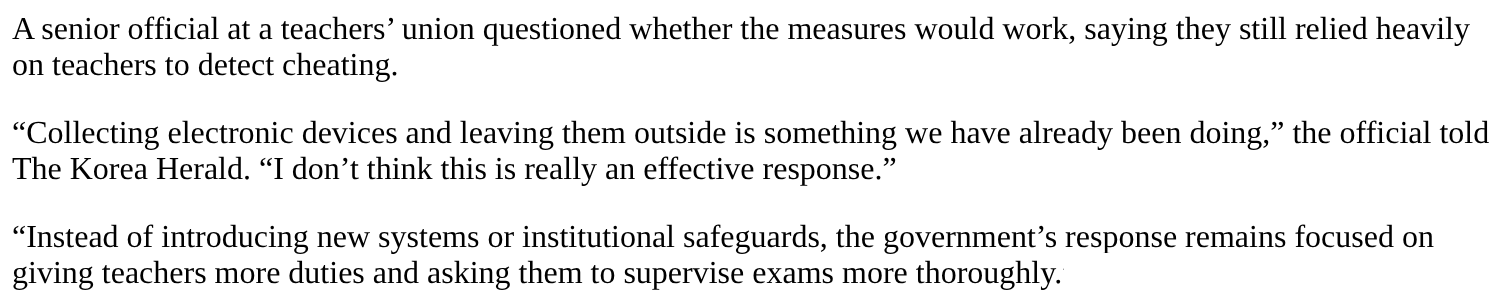 A senior official at a teachers’ union questioned whether the measures would work, saying they still relied heavily
on teachers to detect cheating.
“Collecting electronic devices and leaving them outside is something we have already been doing,” the official told
The Korea Herald. “I don’t think this is really an effective response.”
“Instead of introducing new systems or institutional safeguards, the government’s response remains focused on
giving teachers more duties and asking them to supervise exams more thoroughly.